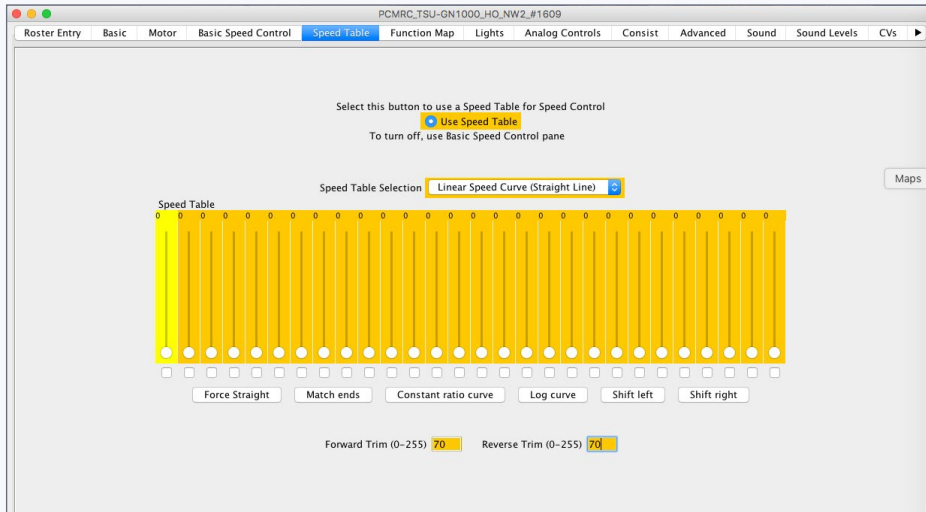 PCMRC_TSU-GN1000_HO_NW2_#1609
Roster Entry Basic Motor Basic Speed Control Speed Table Function Map Lights Analog Controls Consist Advanced Sound Sound Levels CVs
Select this button to use a Speed Table for Speed Control
Use Speed Table
To turn off, use Basic Speed Control pane
Maps
Speed Table Selection Linear Speed Curve (Straight Line)
Speed Table
0 0 0 0 0 0 0 0 0 0 0 0 0 0 0 0 0 0 0 0 0 0 0 0 0 0 0 0
Force Straight Match ends Constant ratio curve Log curve Shift left Shift right
Forward Trim (0-255) 70 Reverse Trim (0-255) 70